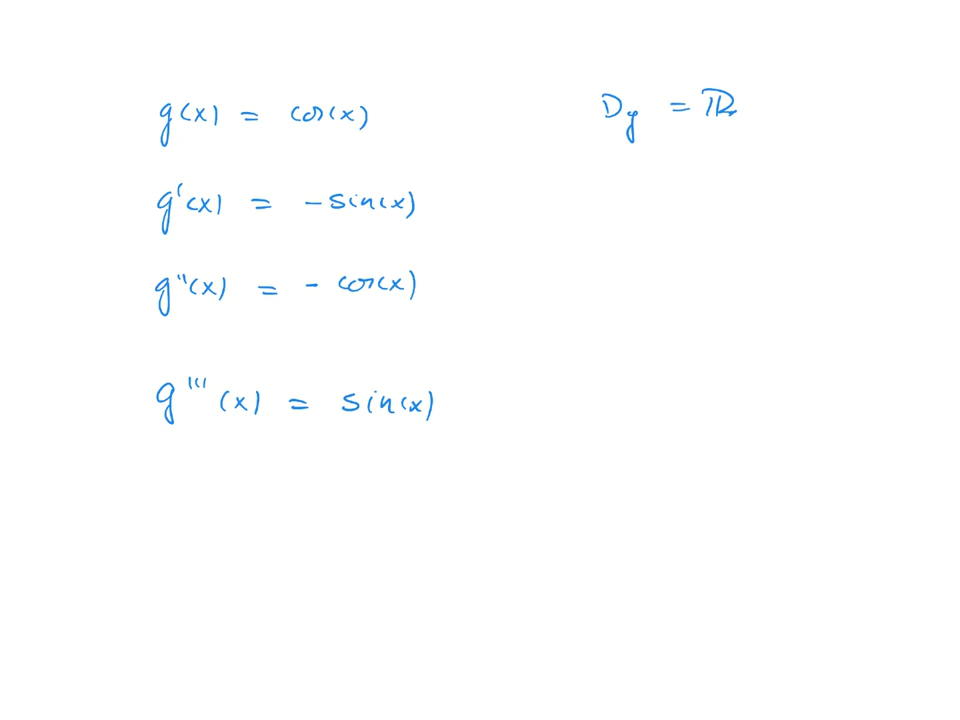 g(x) = cos(x) D_g = ℝ
g'(x) = - sin(x)
g''(x) = - cos(x)
g'''(x) = sin(x)